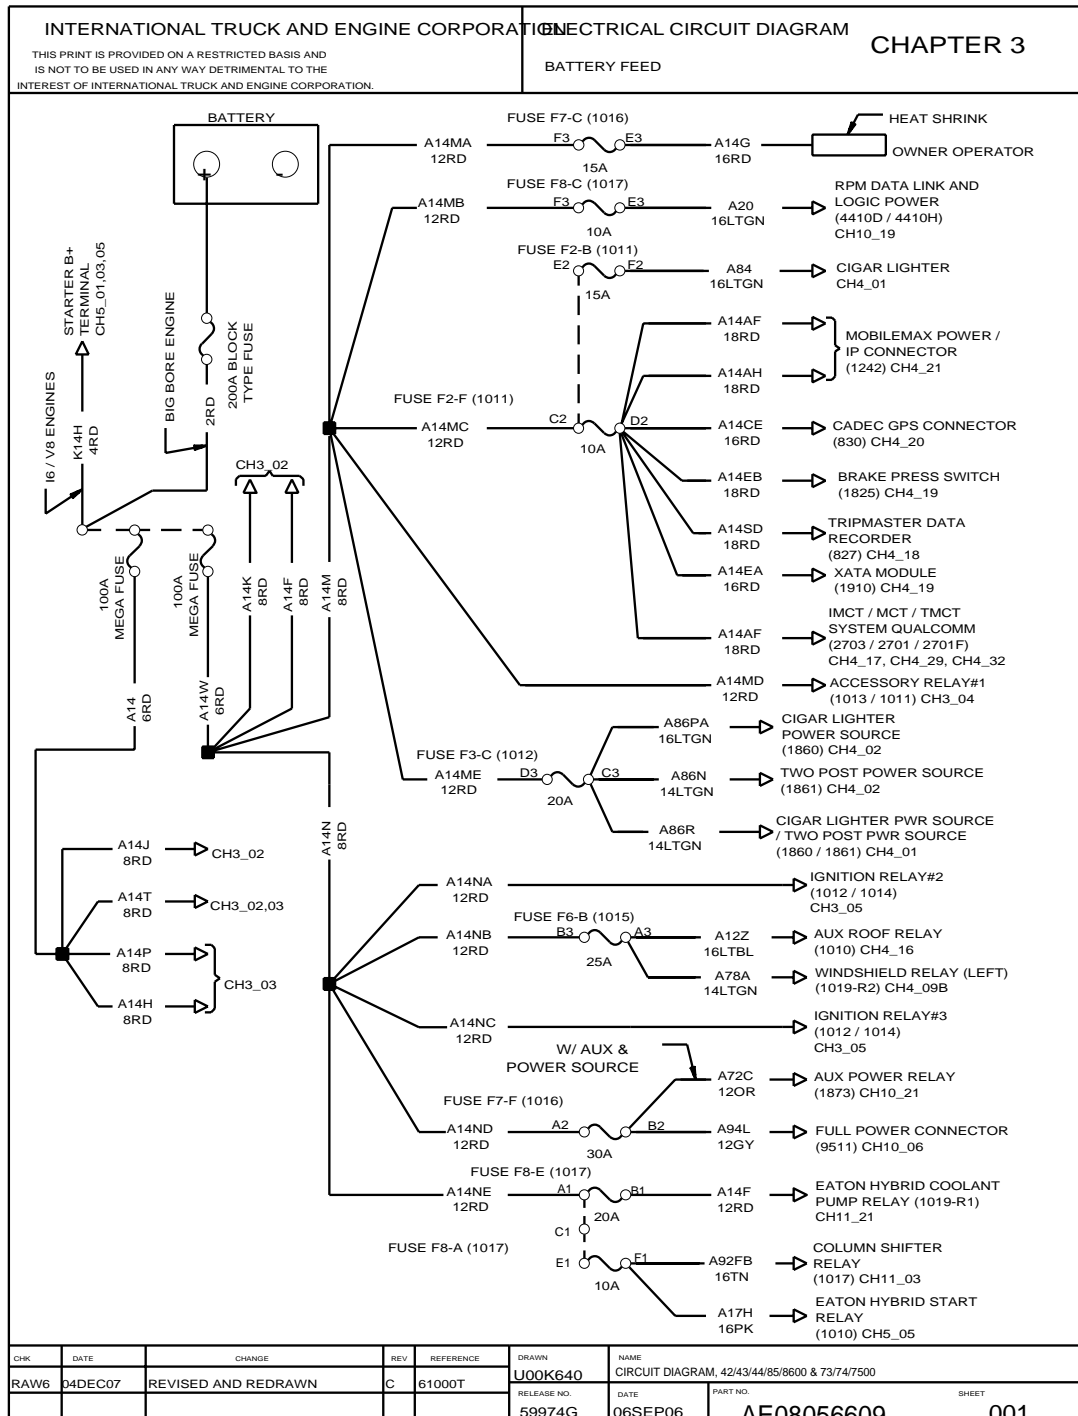 INTERNATIONAL TRUCK AND ENGINE CORPORATION
THIS PRINT IS PROVIDED ON A RESTRICTED BASIS AND
IS NOT TO BE USED IN ANY WAY DETRIMENTAL TO THE
INTEREST OF INTERNATIONAL TRUCK AND ENGINE CORPORATION.
ELECTRICAL CIRCUIT DIAGRAM
BATTERY FEED
CHAPTER 3
BATTERY
+
-
STARTER B+
TERMINAL
CH5_01,03,05
BIG BORE ENGINE
200A BLOCK
TYPE FUSE
2RD
I6 / V8 ENGINES
K14H
4RD
CH3_02
100A
MEGA FUSE
100A
MEGA FUSE
A14K
8RD
A14F
8RD
A14M
8RD
A14
6RD
A14W
6RD
A14N
8RD
A14J
8RD
CH3_02
A14T
8RD
CH3_02,03
A14P
8RD
A14H
8RD
CH3_03
FUSE F7-C (1016)
A14MA
12RD
F3
E3
15A
A14G
16RD
HEAT SHRINK
OWNER OPERATOR
FUSE F8-C (1017)
A14MB
12RD
F3
E3
10A
A20
16LTGN
RPM DATA LINK AND
LOGIC POWER
(4410D / 4410H)
CH10_19
FUSE F2-B (1011)
E2
F2
15A
A84
16LTGN
CIGAR LIGHTER
CH4_01
A14AF
18RD
A14AH
18RD
MOBILEMAX POWER /
IP CONNECTOR
(1242) CH4_21
FUSE F2-F (1011)
A14MC
12RD
C2
D2
10A
A14CE
16RD
CADEC GPS CONNECTOR
(830) CH4_20
A14EB
18RD
BRAKE PRESS SWITCH
(1825) CH4_19
A14SD
18RD
TRIPMASTER DATA
RECORDER
(827) CH4_18
A14EA
16RD
XATA MODULE
(1910) CH4_19
A14AF
18RD
IMCT / MCT / TMCT
SYSTEM QUALCOMM
(2703 / 2701 / 2701F)
CH4_17, CH4_29, CH4_32
A14MD
12RD
ACCESSORY RELAY#1
(1013 / 1011) CH3_04
A86PA
16LTGN
CIGAR LIGHTER
POWER SOURCE
(1860) CH4_02
FUSE F3-C (1012)
A14ME
12RD
D3
C3
20A
A86N
14LTGN
TWO POST POWER SOURCE
(1861) CH4_02
A86R
14LTGN
CIGAR LIGHTER PWR SOURCE
/ TWO POST PWR SOURCE
(1860 / 1861) CH4_01
A14NA
12RD
IGNITION RELAY#2
(1012 / 1014)
CH3_05
FUSE F6-B (1015)
A14NB
12RD
B3
A3
25A
A12Z
16LTBL
AUX ROOF RELAY
(1010) CH4_16
A78A
14LTGN
WINDSHIELD RELAY (LEFT)
(1019-R2) CH4_09B
A14NC
12RD
IGNITION RELAY#3
(1012 / 1014)
CH3_05
W/ AUX &
POWER SOURCE
A72C
12OR
AUX POWER RELAY
(1873) CH10_21
FUSE F7-F (1016)
A14ND
12RD
A2
B2
30A
A94L
12GY
FULL POWER CONNECTOR
(9511) CH10_06
FUSE F8-E (1017)
A14NE
12RD
A1
B1
20A
A14F
12RD
EATON HYBRID COOLANT
PUMP RELAY (1019-R1)
CH11_21
C1
FUSE F8-A (1017)
E1
F1
10A
A92FB
16TN
COLUMN SHIFTER
RELAY
(1017) CH11_03
A17H
16PK
EATON HYBRID START
RELAY
(1010) CH5_05
CHK DATE CHANGE REV REFERENCE
RAW6 04DEC07 REVISED AND REDRAWN C 61000T
DRAWN
U00K640
NAME
CIRCUIT DIAGRAM, 42/43/44/85/8600 & 73/74/7500
RELEASE NO.
59974G
DATE
06SEP06
PART NO.
AE08056609
SHEET
001